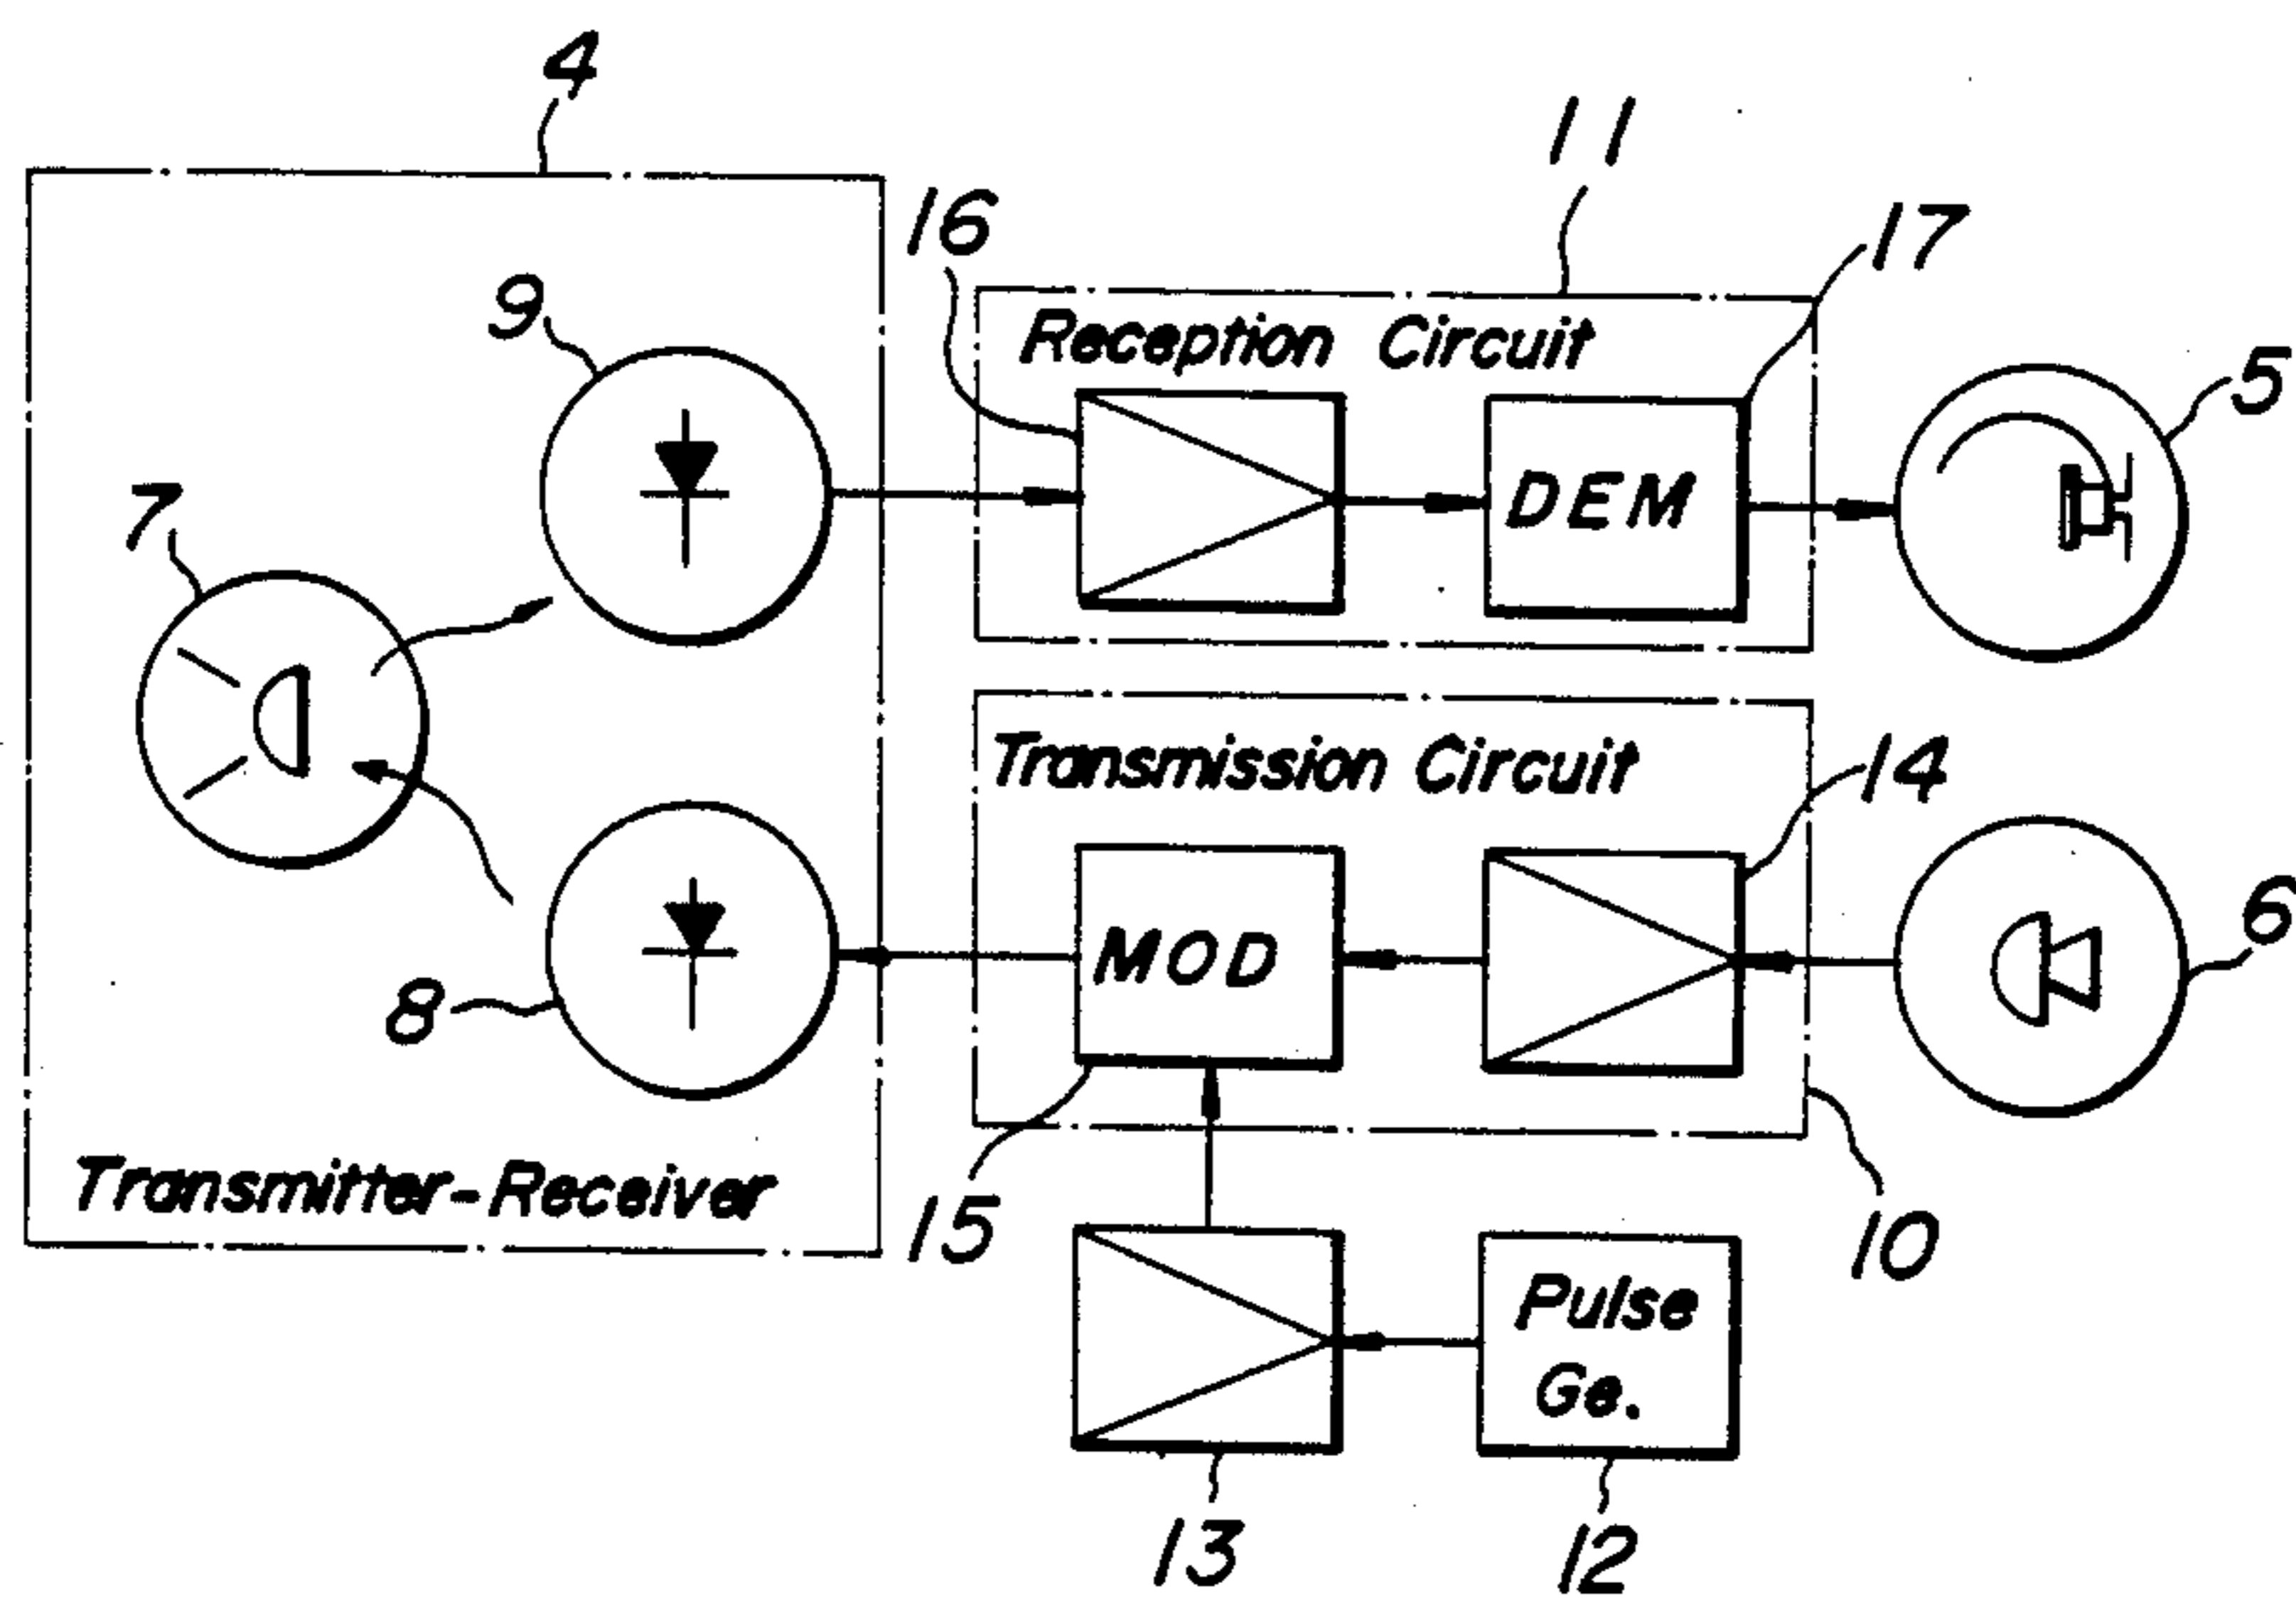 4
11
16
17
9
Reception Circuit
5
7
DEM
Transmission Circuit
14
6
MOD
8
Transmitter-Receiver
15
10
Pulse
Ge.
13
12